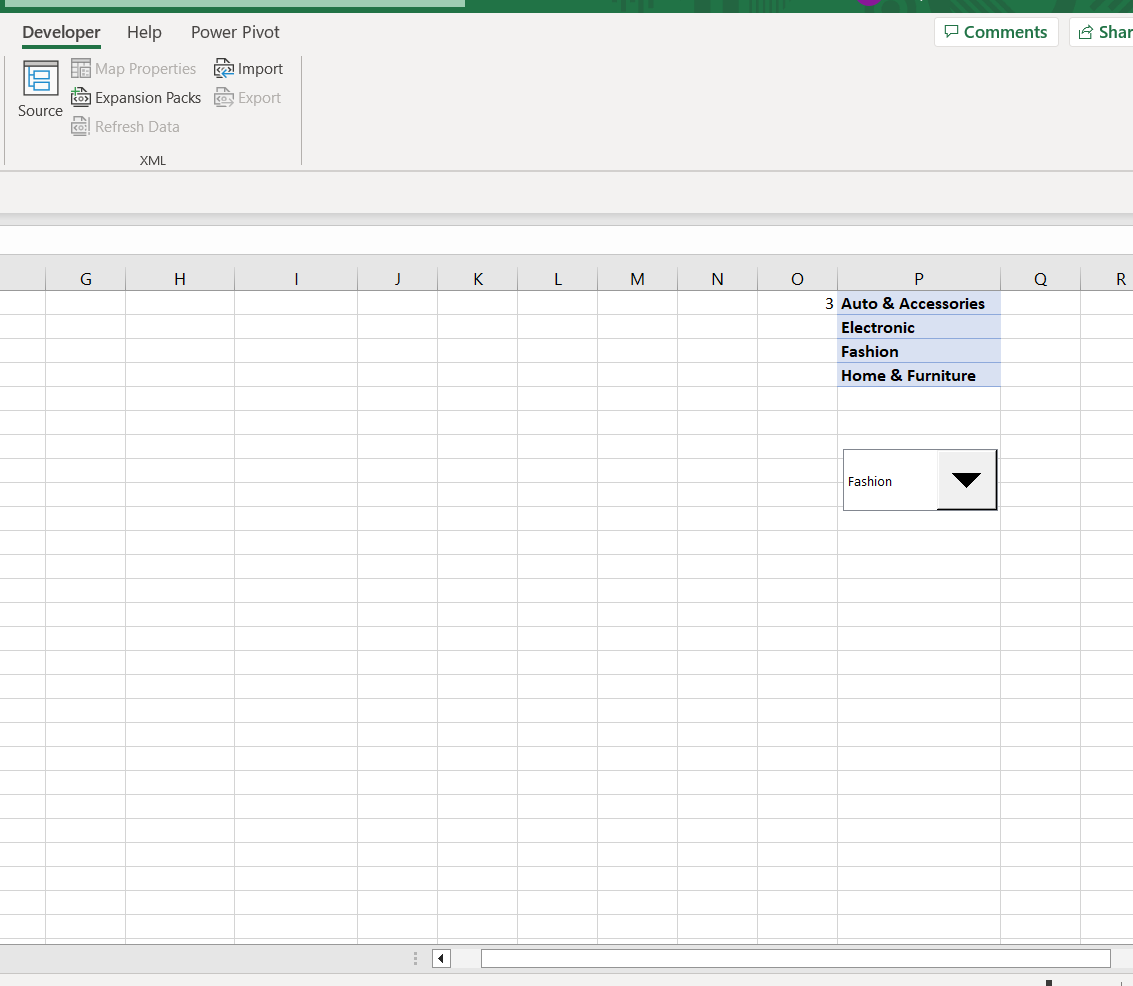 Developer Help Power Pivot Comments Shar
Map Properties Import
Source Expansion Packs Export
Refresh Data
XML
G H I J K L M N O P Q R
3 Auto & Accessories
Electronic
Fashion
Home & Furniture
Fashion